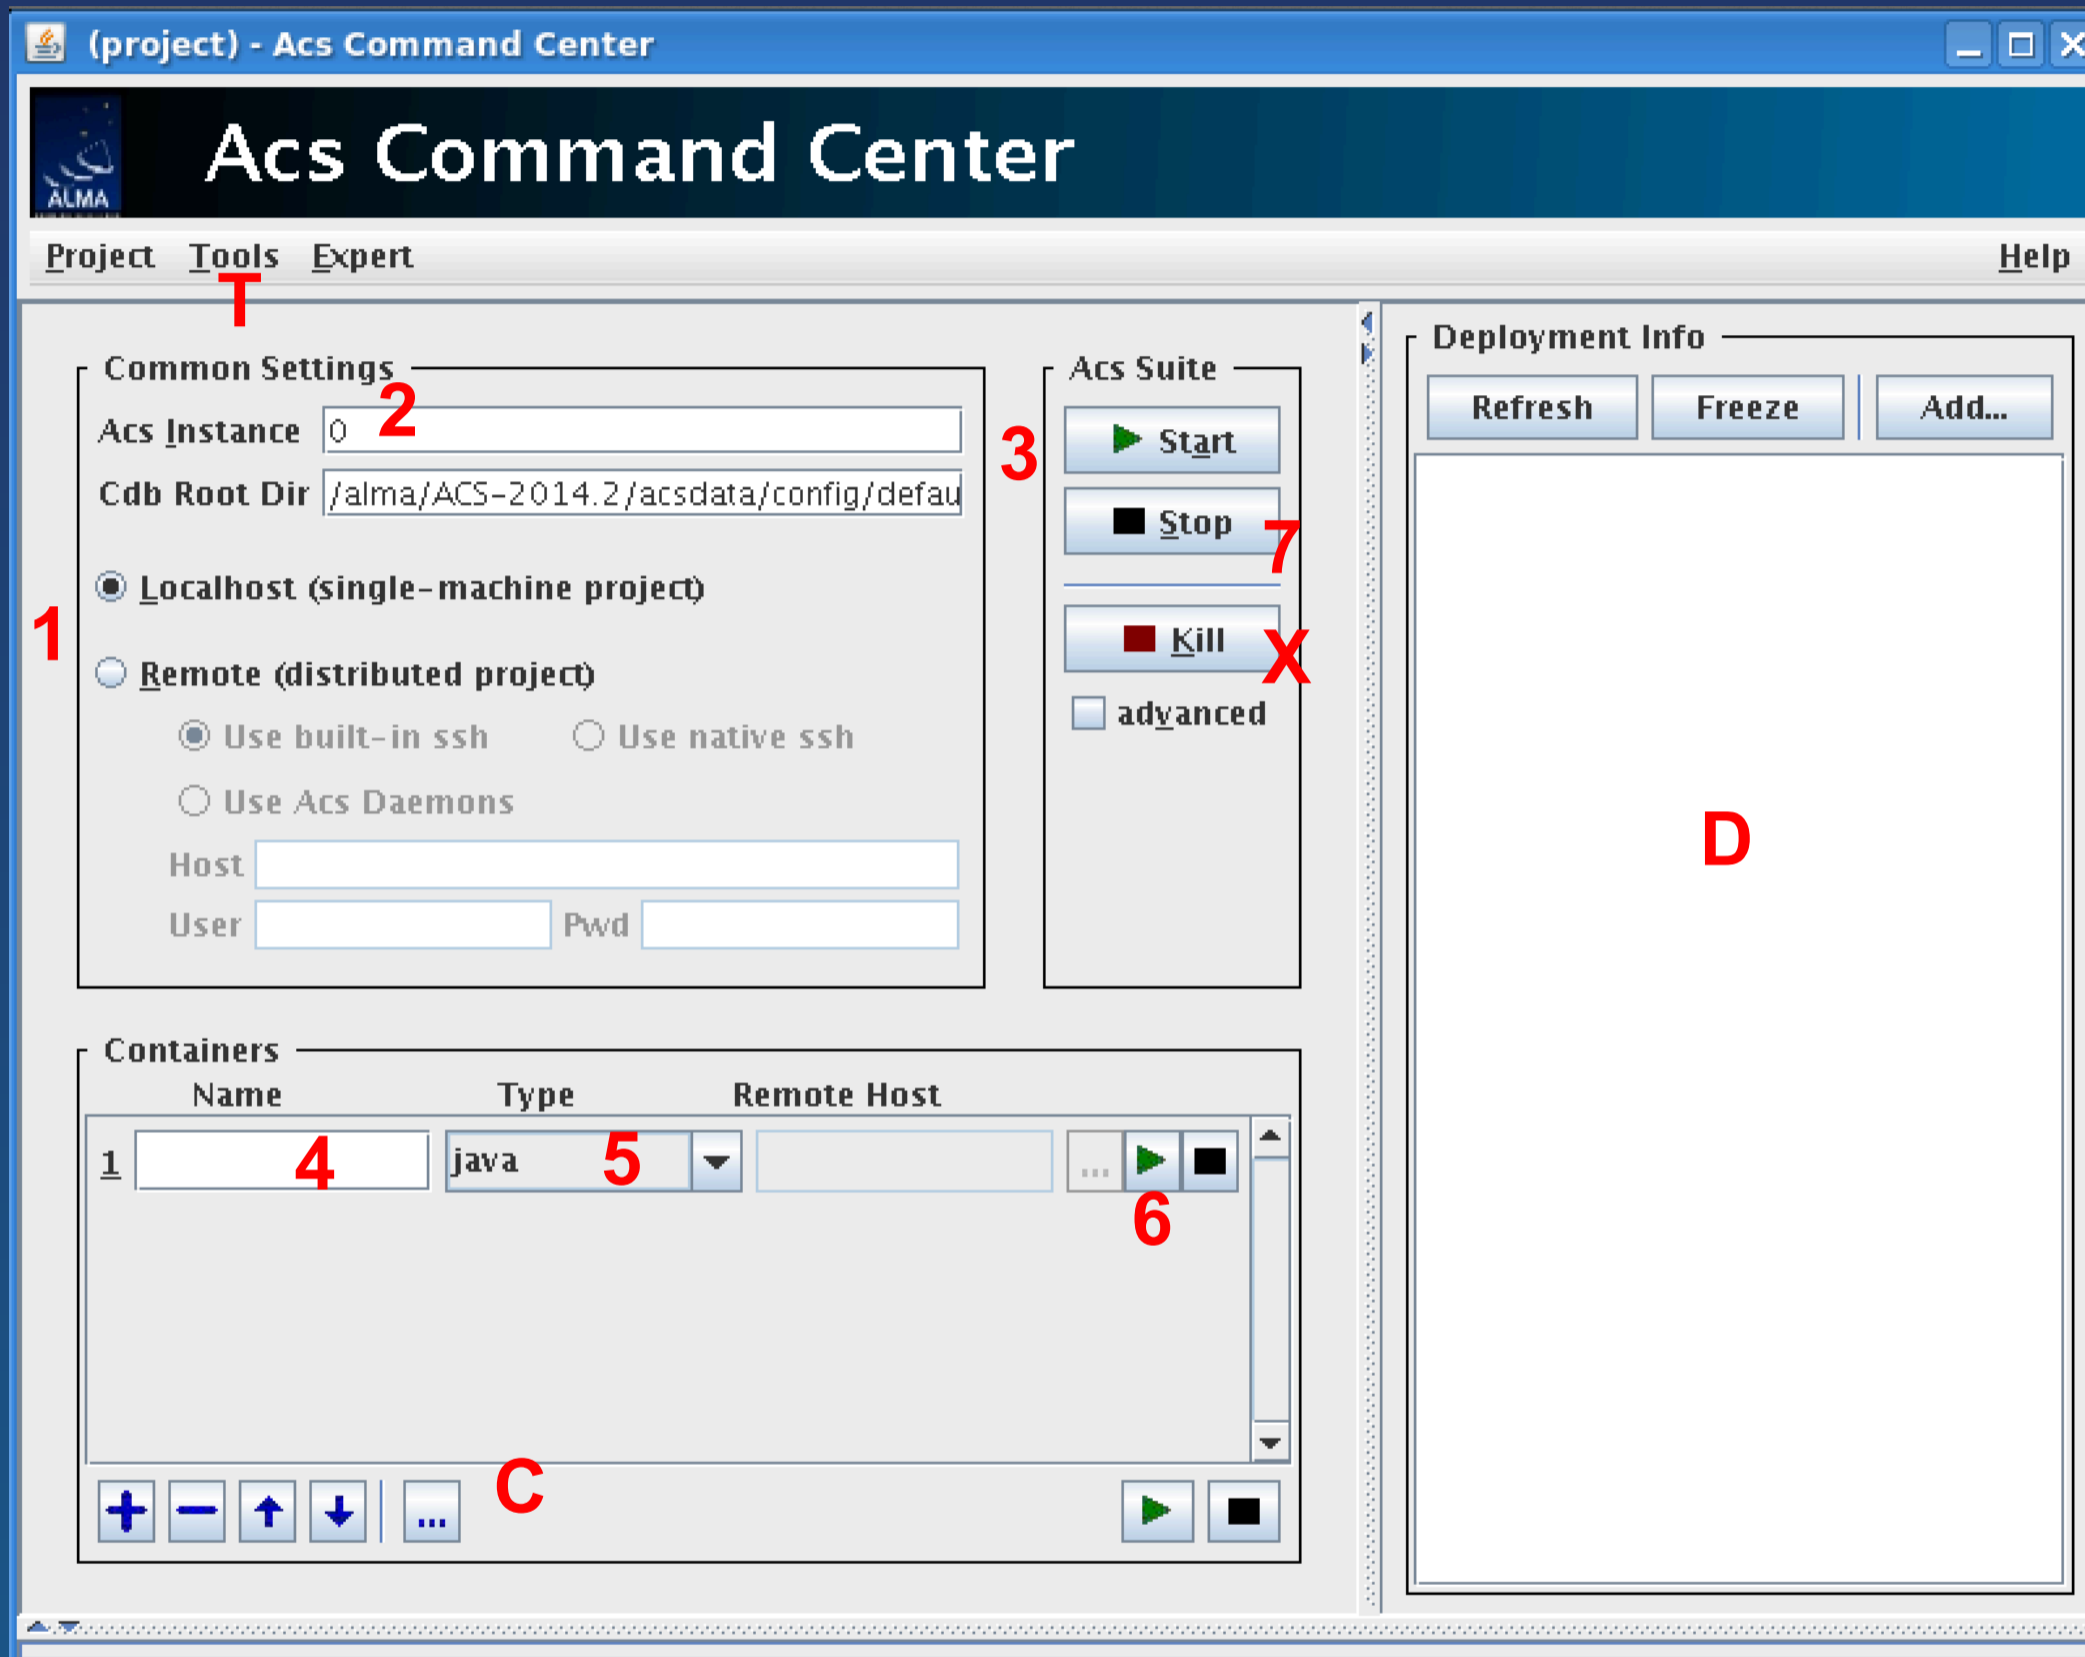 (project) - Acs Command Center
Acs Command Center
ALMA
Project Tools Expert Help
T
Common Settings
Acs Instance 0 2
Cdb Root Dir /alma/ACS-2014.2/acsdata/config/defau
1
Localhost (single-machine project)
Remote (distributed project)
Use built-in ssh Use native ssh
Use Acs Daemons
Host
User Pwd
Acs Suite
3 Start
Stop 7
Kill X
advanced
Deployment Info
Refresh Freeze Add...
D
Containers
Name Type Remote Host
1 4 java 5 ...
6
C
...